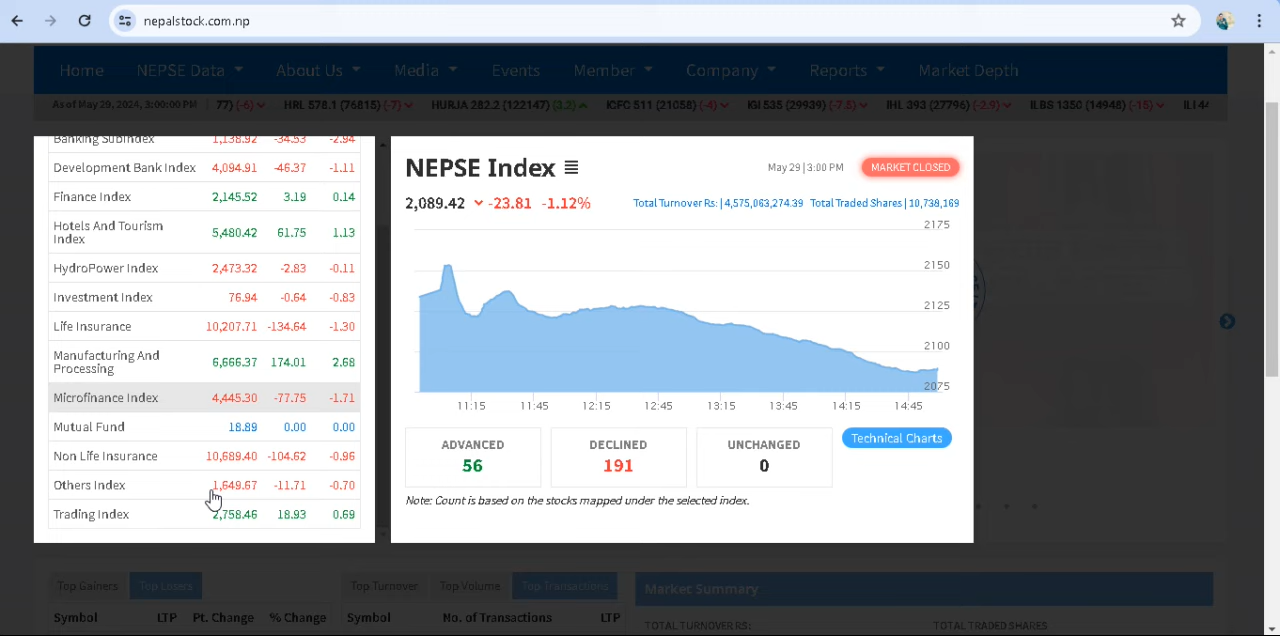 nepalstock.com.np
Home NEPSE Data About Us Media Events Member Company Reports Market Depth
As of May 29, 2024, 3:00:00 PM | 77) (-6) HRL 578.1 (76815) (-7) HURJA 282.2 (122147) (3.2) ICFC 511 (21058) (-4) IGI 535 (29939) (-7.5) IHL 393 (27796) (-2.9) ILBS 1350 (14948) (-15)
Banking SubIndex 1,138.92 -34.53 -2.94
Development Bank Index 4,094.91 -46.37 -1.11
Finance Index 2,145.52 3.19 0.14
Hotels And Tourism
Index 5,480.42 61.75 1.13
HydroPower Index 2,473.32 -2.83 -0.11
Investment Index 76.94 -0.64 -0.83
Life Insurance 10,207.71 -134.64 -1.30
Manufacturing And
Processing 6,666.37 174.01 2.68
Microfinance Index 4,445.30 -77.75 -1.71
Mutual Fund 18.89 0.00 0.00
Non Life Insurance 10,689.40 -104.62 -0.96
Others Index 1,649.67 -11.71 -0.70
Trading Index 2,758.46 18.93 0.69
NEPSE Index May 29 | 3:00 PM MARKET CLOSED
2,089.42 -23.81 -1.12% Total Turnover Rs: | 4,575,063,274.39 Total Traded Shares | 10,738,169
2175
2150
2125
2100
2075
11:15 11:45 12:15 12:45 13:15 13:45 14:15 14:45
ADVANCED DECLINED UNCHANGED Technical Charts
56 191 0
Note: Count is based on the stocks mapped under the selected index.
Top Gainers Top Losers Top Turnover Top Volume Top Transactions Market Summary
Symbol LTP Pt. Change % Change Symbol No. of Transactions LTP
TOTAL TURNOVER RS: TOTAL TRADED SHARES